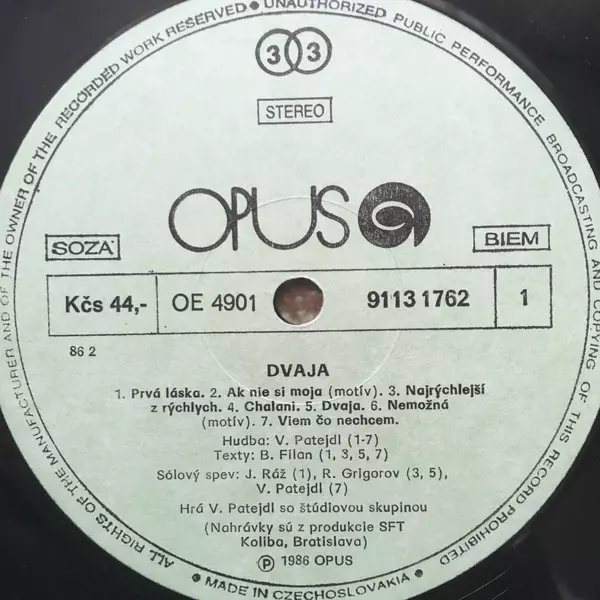 ALL RIGHTS OF THE MANUFACTURER AND OF THE OWNER OF THE RECORDED WORK RESERVED • UNAUTHORIZED PUBLIC PERFORMANCE BROADCASTING AND COPYING OF THIS RECORD PROHIBITED • MADE IN CZECHOSLOVAKIA •
33
STEREO
OPUS
SOZA
BIEM
Kčs 44,- OE 4901 9113 1762 1
86 2
DVAJA
1. Prvá láska. 2. Ak nie si moja (motív). 3. Najrýchlejší
z rýchlych. 4. Chalani. 5. Dvaja. 6. Nemožná
(motív). 7. Viem čo nechcem.
Hudba: V. Patejdl (1-7)
Texty: B. Filan (1, 3, 5, 7)
Sólový spev: J. Ráž (1), R. Grigorov (3, 5),
V. Patejdl (7)
Hrá V. Patejdl so štúdiovou skupinou
(Nahrávky sú z produkcie SFT
Koliba, Bratislava)
Ⓟ 1986 OPUS